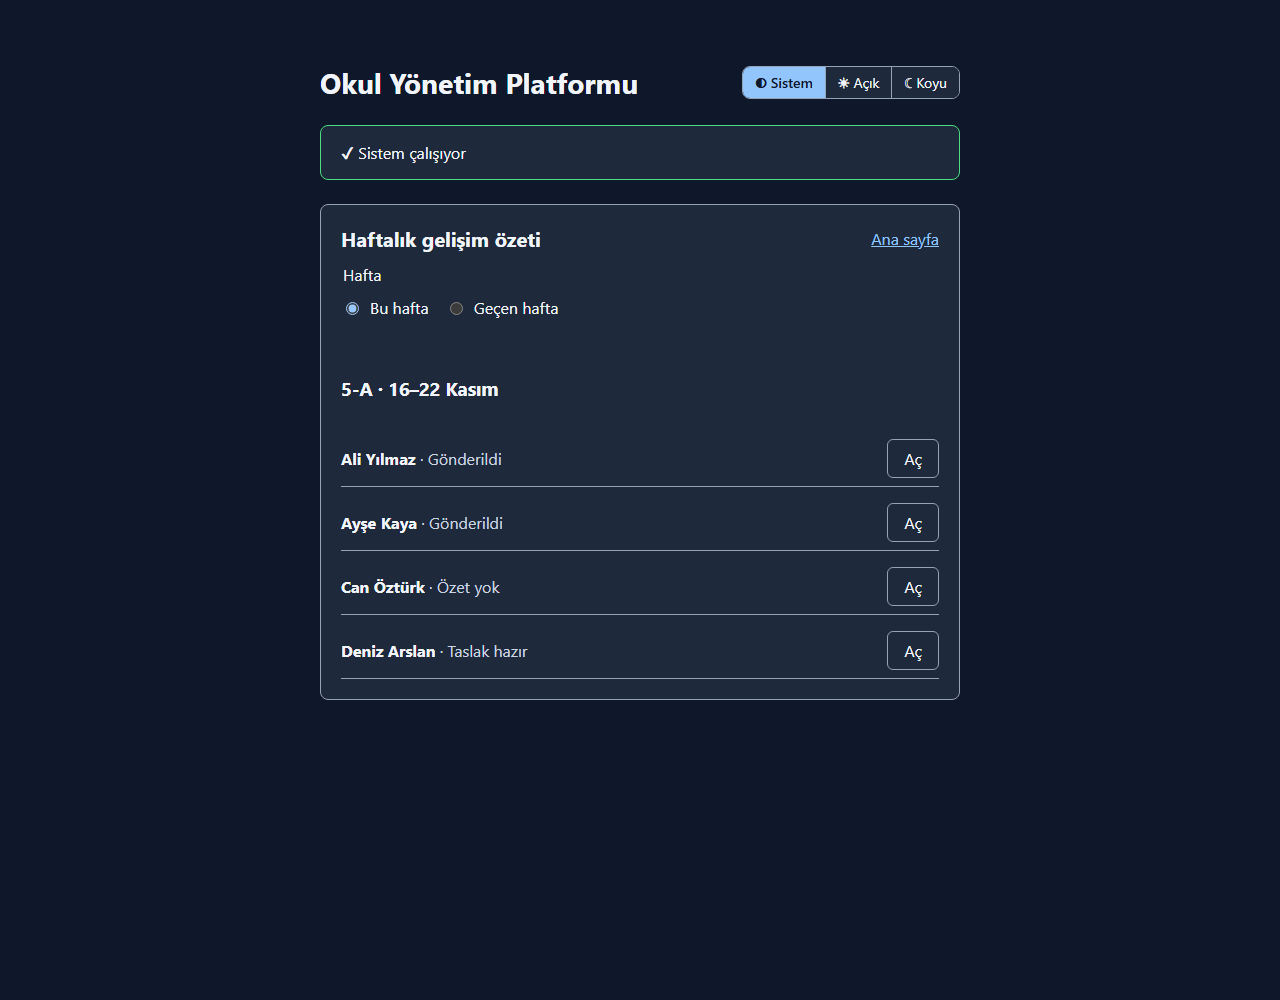 Okul Yönetim Platformu
◐ Sistem ☀ Açık ☾ Koyu
✓ Sistem çalışıyor
Haftalık gelişim özeti
Ana sayfa
Hafta
Bu hafta Geçen hafta
5-A · 16–22 Kasım
Ali Yılmaz · Gönderildi Aç
Ayşe Kaya · Gönderildi Aç
Can Öztürk · Özet yok Aç
Deniz Arslan · Taslak hazır Aç